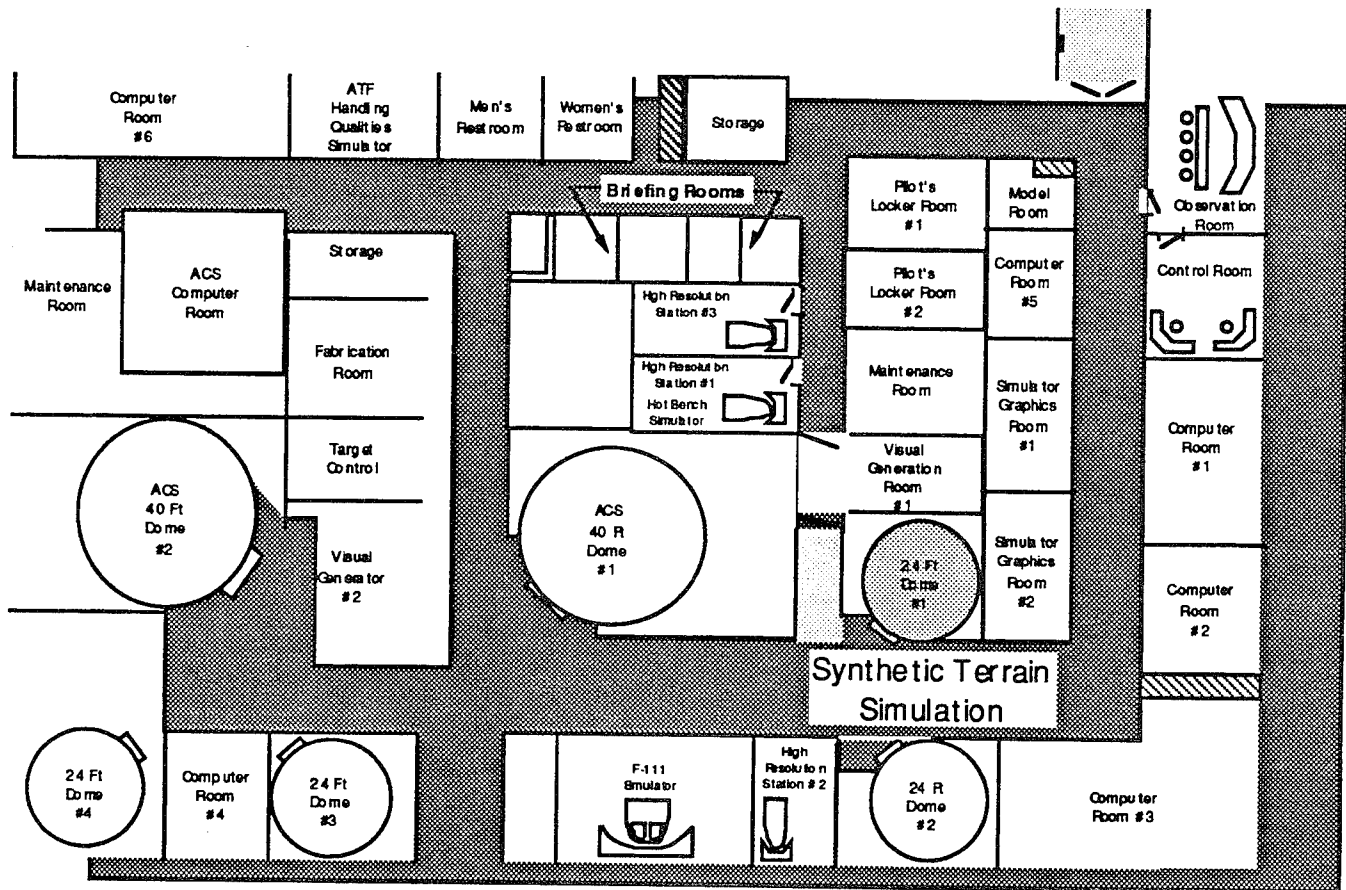 Computer
Room
#6
ATF
Handling
Qualities
Simulator
Men's
Restroom
Women's
Restroom
Storage
Briefing Rooms
Pilot's
Locker Room
#1
Model
Room
Observation
Room
Maintenance
Room
ACS
Computer
Room
Storage
Pilot's
Locker Room
#2
Computer
Room
#5
Control Room
High Resolution
Station #3
Fabrication
Room
High Resolution
Station #1
Hot Bench
Simulator
Maintenance
Room
Simulator
Graphics
Room
#1
Computer
Room
#1
Target
Control
Visual
Generation
Room
#1
ACS
40 Ft
Dome
#2
ACS
40 Ft
Dome
#1
Visual
Generator
#2
24 Ft
Dome
#1
Simulator
Graphics
Room
#2
Computer
Room
#2
Synthetic Terrain
Simulation
24 Ft
Dome
#4
Computer
Room
#4
24 Ft
Dome
#3
F-111
Simulator
High
Resolution
Station #2
24 Ft
Dome
#2
Computer
Room #3